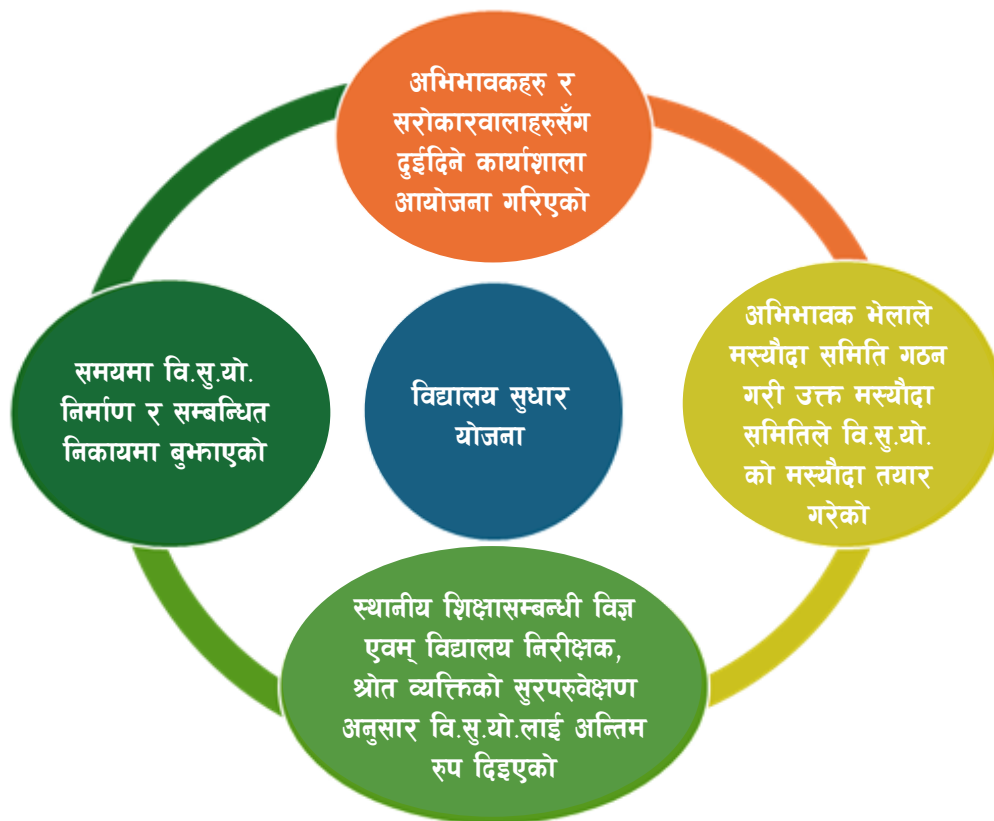 अभिभावकहरु र
सरोकारवालाहरुसँग
दुईदिने कार्याशाला
आयोजना गरिएको
अभिभावक भेलाले
मस्यौदा समिति गठन
गरी उक्त मस्यौदा
समितिले वि.सु.यो.
को मस्यौदा तयार
गरेको
स्थानीय शिक्षासम्बन्धी विज्ञ
एवम् विद्यालय निरीक्षक,
श्रोत व्यक्तिको सुरपरुवेक्षण
अनुसार वि.सु.यो.लाई अन्तिम
रुप दिइएको
समयमा वि.सु.यो.
निर्माण र सम्बन्धित
निकायमा बुझाएको
विद्यालय सुधार
योजना